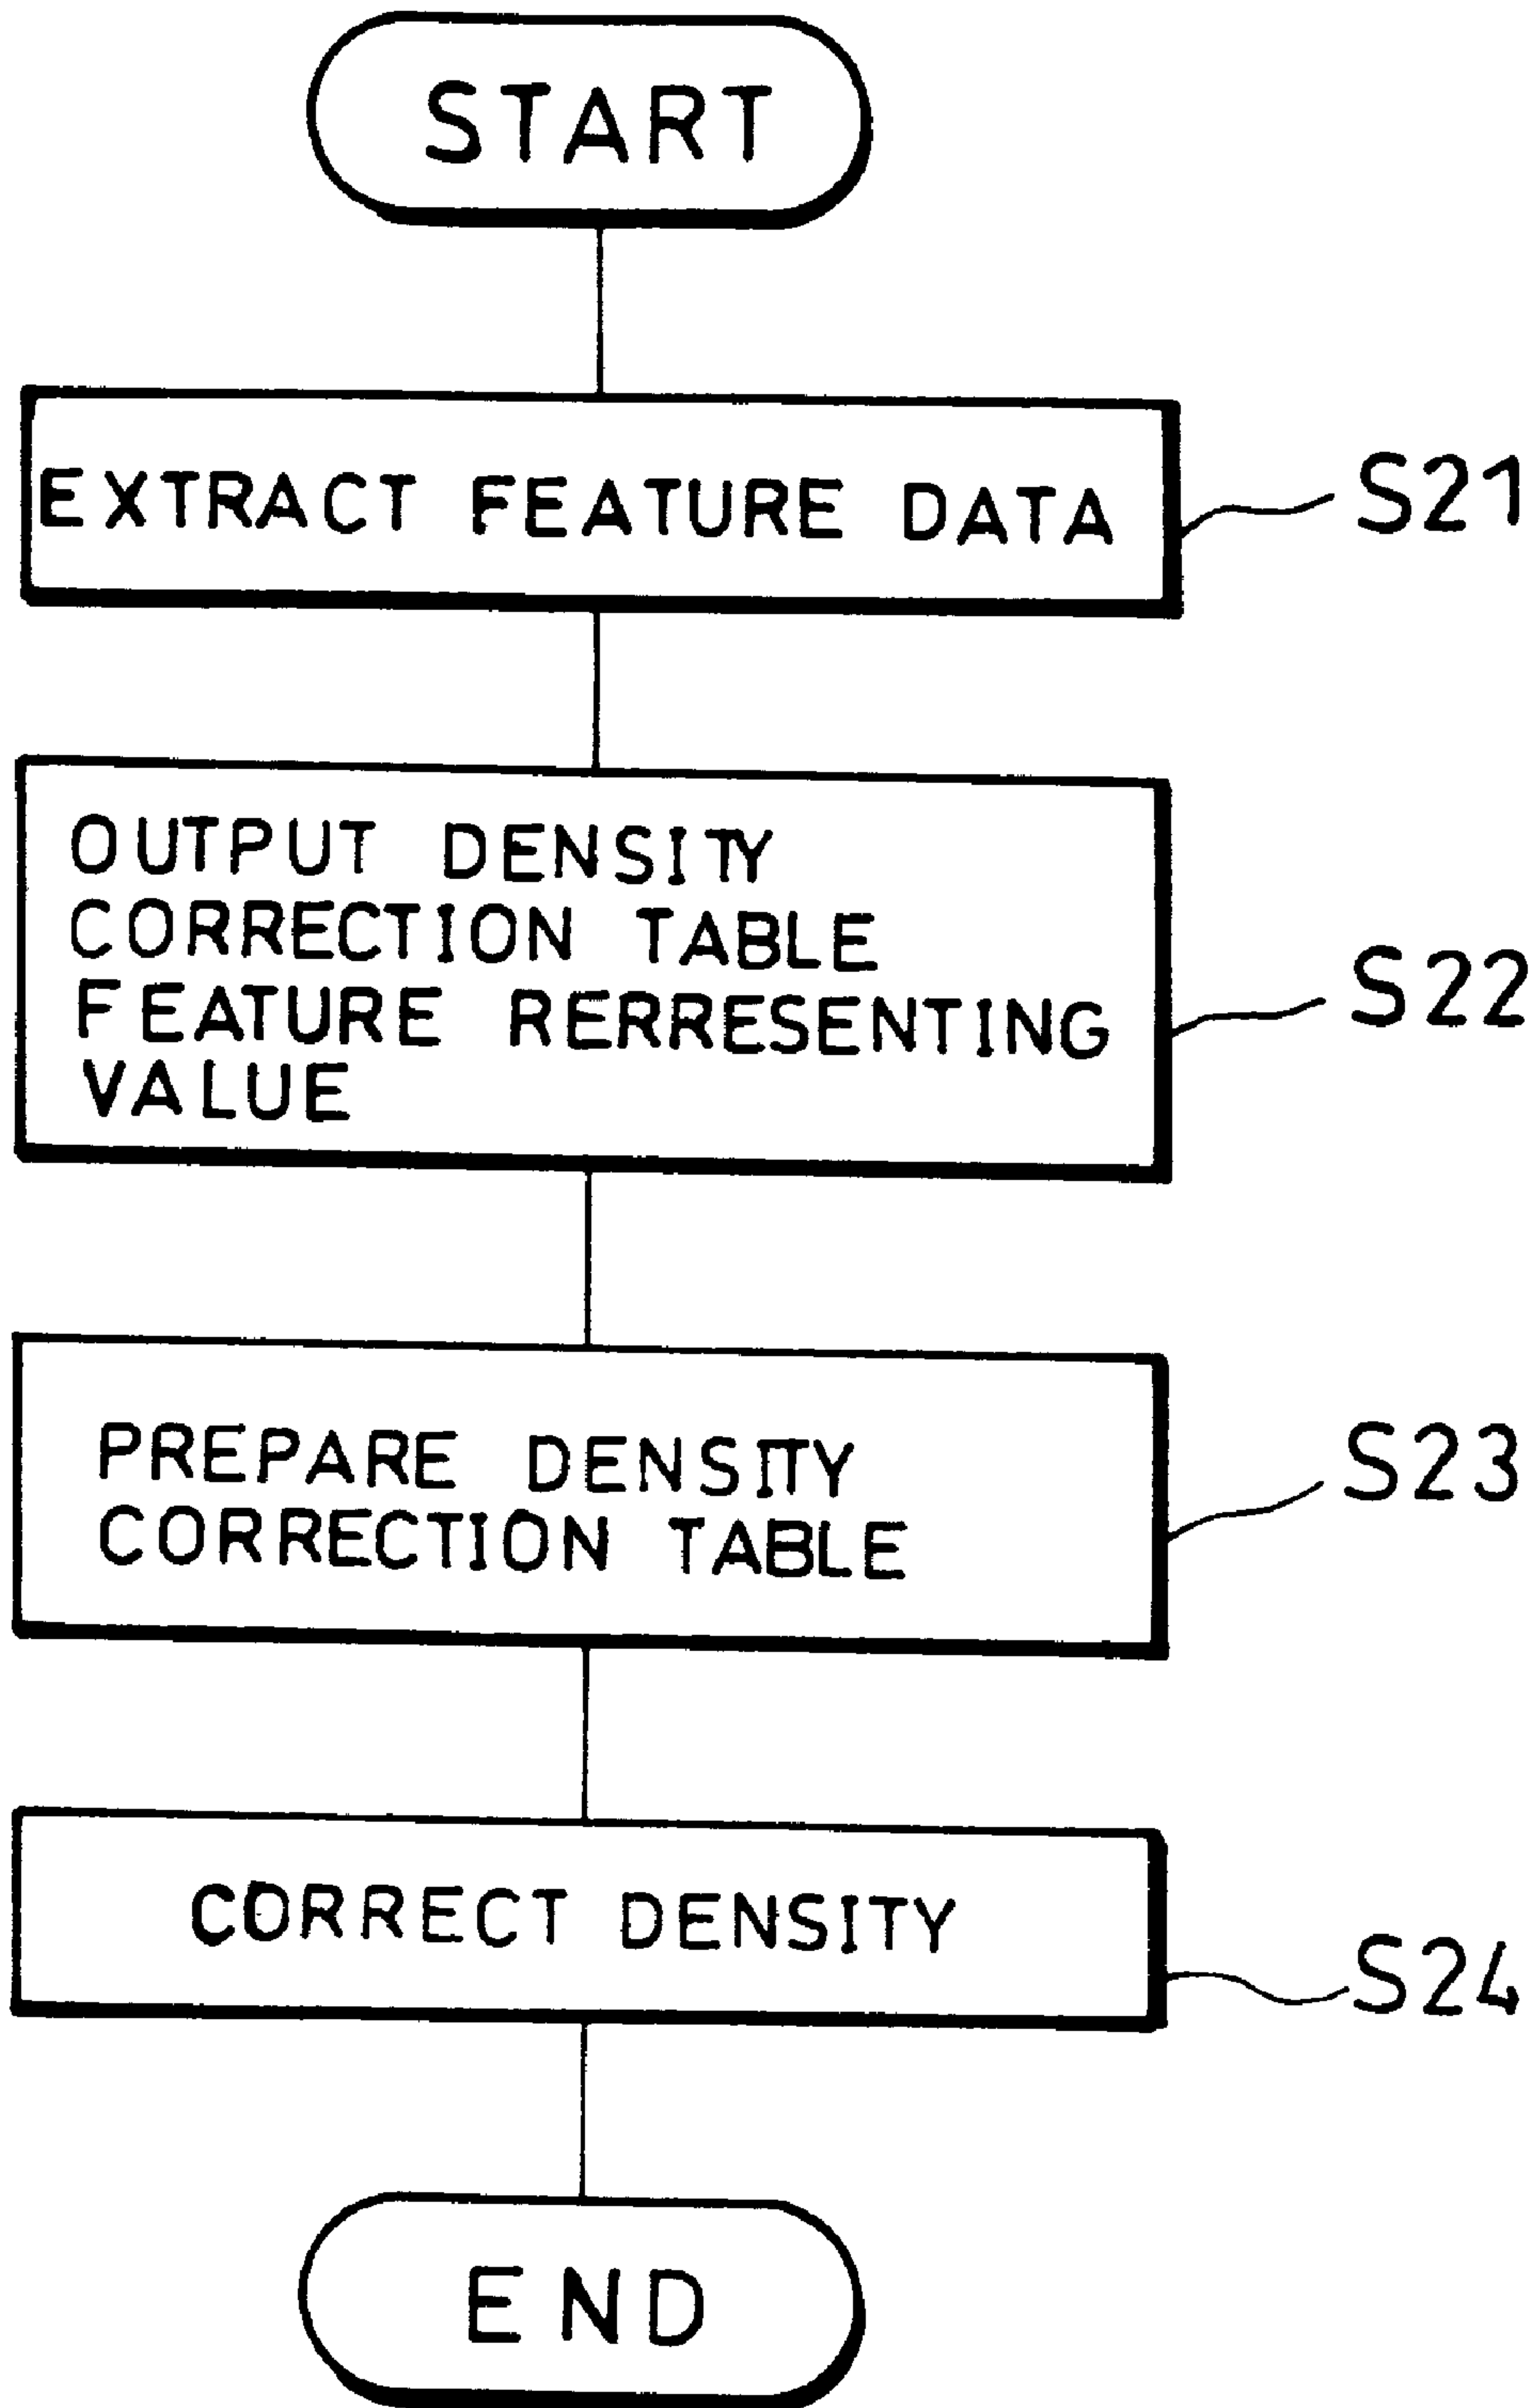 START
EXTRACT FEATURE DATA
S21
OUTPUT DENSITY
CORRECTION TABLE
FEATURE RERRESENTING
VALUE
S22
PREPARE DENSITY
CORRECTION TABLE
S23
CORRECT DENSITY
S24
END